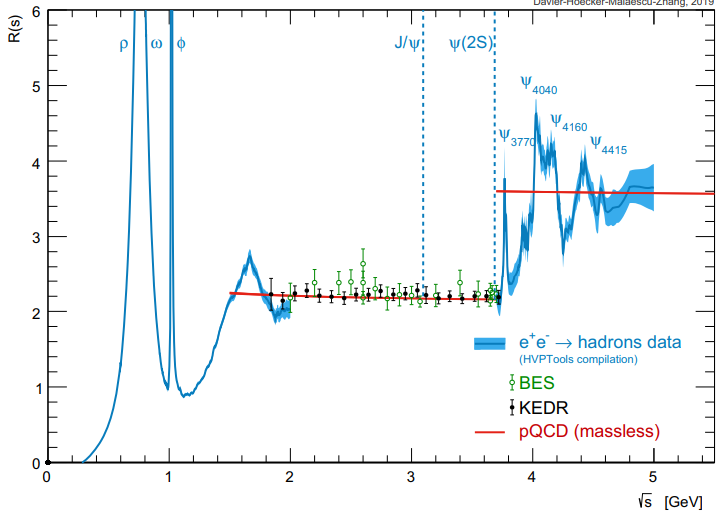 Davier-Hoecker-Malaescu-Zhang, 2019
R(s)
6
5
4
3
2
1
0
ρ ω ϕ
J/ψ ψ(2S)
ψ3770
ψ4040
ψ4160
ψ4415
e+e- → hadrons data
(HVPTools compilation)
BES
KEDR
pQCD (massless)
0 1 2 3 4 5
√s [GeV]